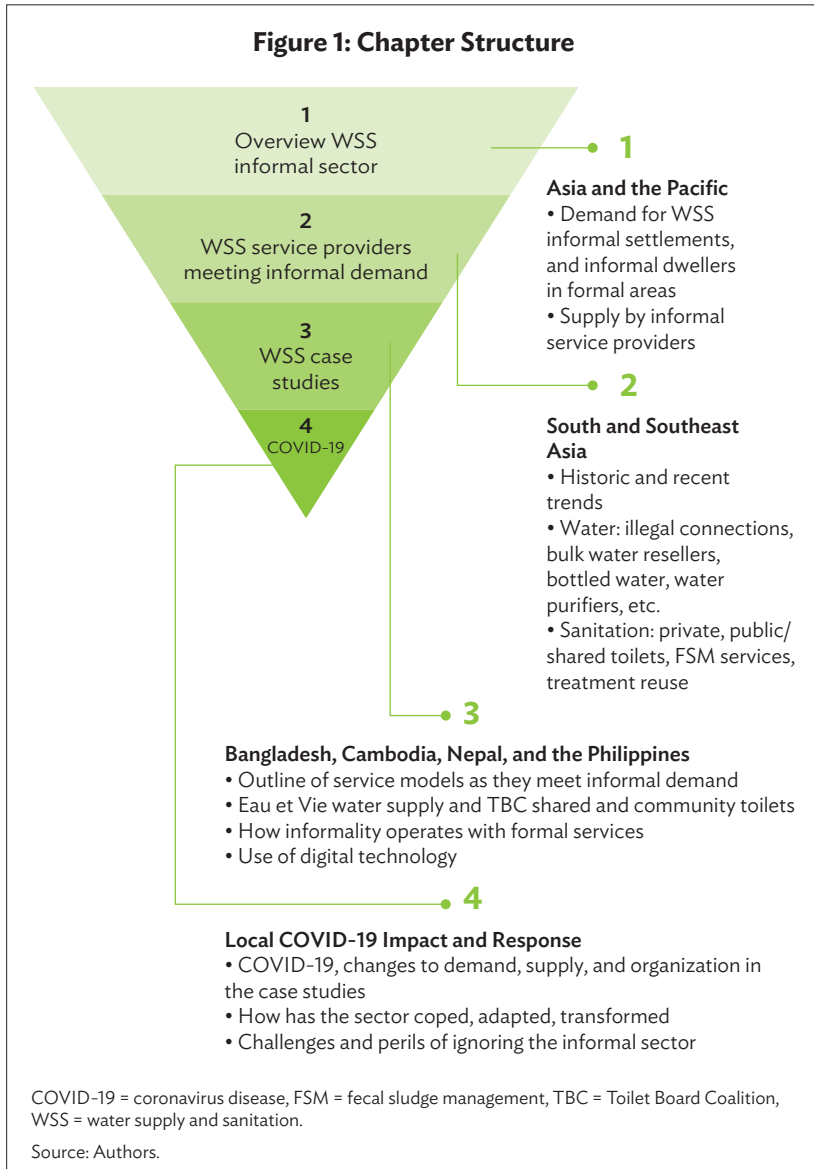 Figure 1: Chapter Structure
1
Overview WSS
informal sector
2
WSS service providers
meeting informal demand
3
WSS case
studies
4
COVID-19
1
Asia and the Pacific
• Demand for WSS
informal settlements,
and informal dwellers
in formal areas
• Supply by informal
service providers
2
South and Southeast
Asia
• Historic and recent
trends
• Water: illegal connections,
bulk water resellers,
bottled water, water
purifiers, etc.
• Sanitation: private, public/
shared toilets, FSM services,
treatment reuse
3
Bangladesh, Cambodia, Nepal, and the Philippines
• Outline of service models as they meet informal demand
• Eau et Vie water supply and TBC shared and community toilets
• How informality operates with formal services
• Use of digital technology
4
Local COVID-19 Impact and Response
• COVID-19, changes to demand, supply, and organization in
the case studies
• How has the sector coped, adapted, transformed
• Challenges and perils of ignoring the informal sector
COVID-19 = coronavirus disease, FSM = fecal sludge management, TBC = Toilet Board Coalition,
WSS = water supply and sanitation.
Source: Authors.